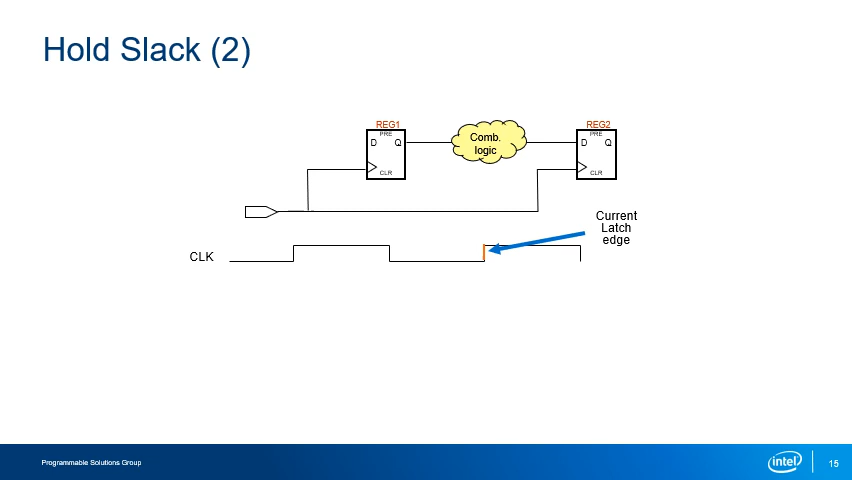 Hold Slack (2)
REG1
PRE
D Q
CLR
Comb.
logic
REG2
PRE
D Q
CLR
Current
Latch
edge
CLK
Programmable Solutions Group
intel
15